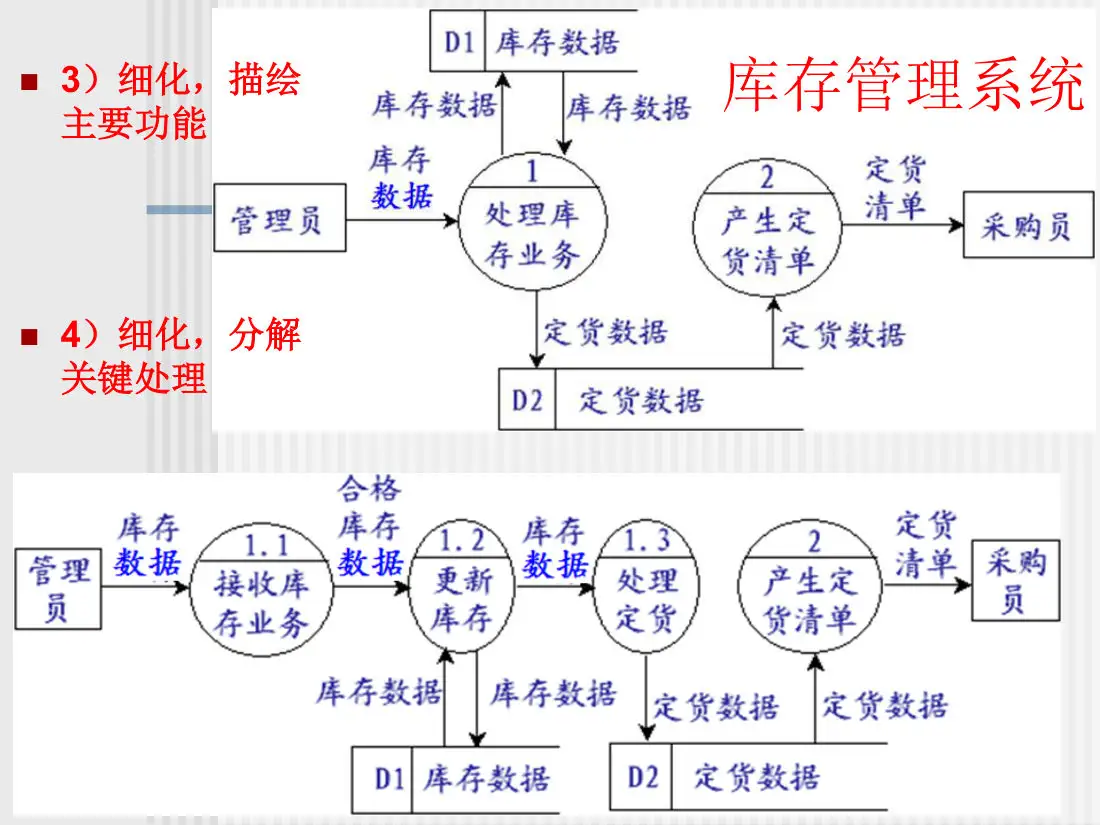 库存管理系统
3）细化，描绘
主要功能
D1 库存数据
库存数据
库存数据
库存
数据
管理员
1
处理库
存业务
2
产生定
货清单
定货
清单
采购员
定货数据
定货数据
D2 定货数据
4）细化，分解
关键处理
管理
员
库存
数据
1.1
接收库
存业务
合格
库存
数据
1.2
更新
库存
库存
数据
1.3
处理
定货
2
产生定
货清单
定货
清单
采购
员
库存数据
库存数据
定货数据
定货数据
D1 库存数据
D2 定货数据